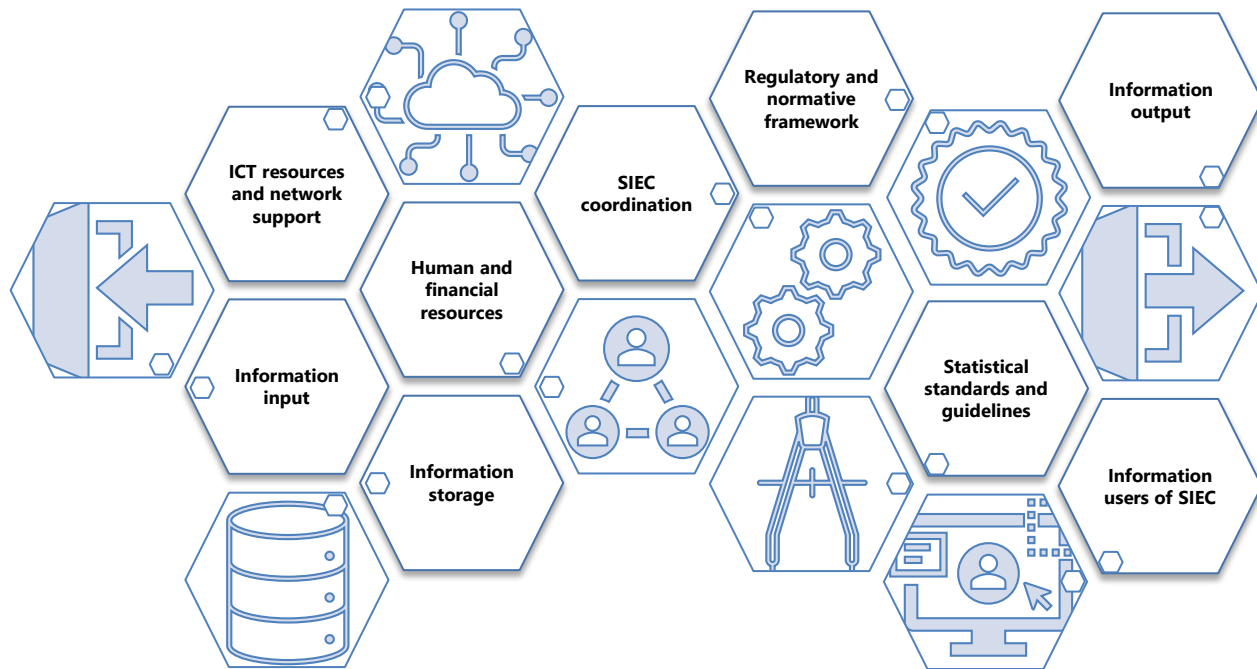 Regulatory and
normative
framework
Information
output
ICT resources
and network
support
SIEC
coordination
Human and
financial
resources
Information
input
Statistical
standards and
guidelines
Information
storage
Information
users of SIEC